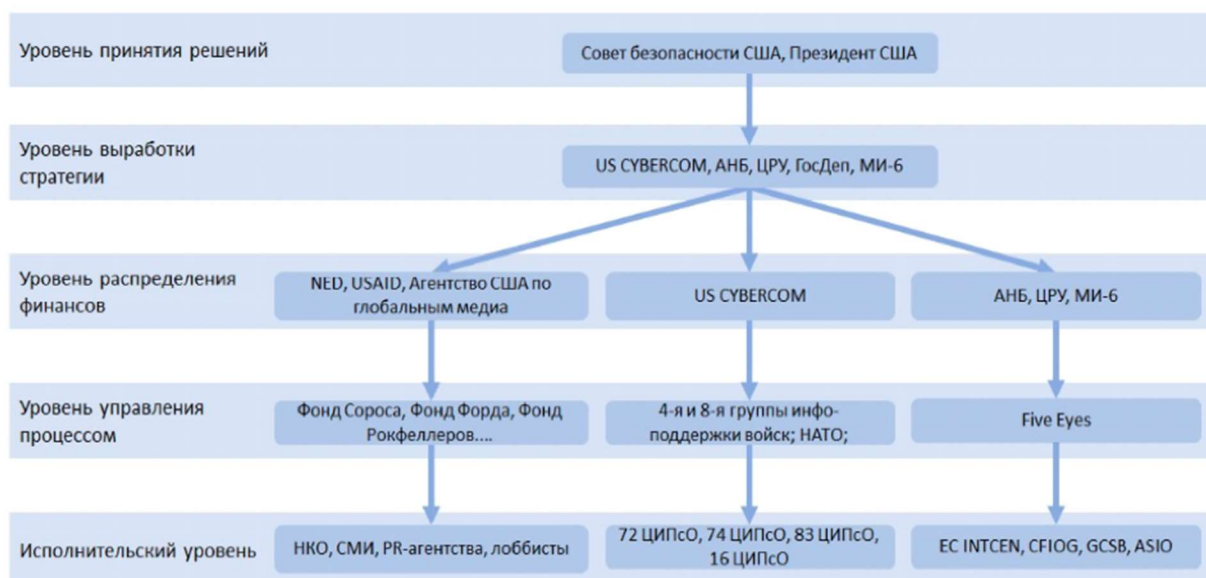 Уровень принятия решений
Совет безопасности США, Президент США
Уровень выработки
стратегии
US CYBERCOM, АНБ, ЦРУ, ГосДеп, МИ-6
Уровень распределения
финансов
NED, USAID, Агентство США по
глобальным медиа
US CYBERCOM
АНБ, ЦРУ, МИ-6
Уровень управления
процессом
Фонд Сороса, Фонд Форда, Фонд
Рокфеллеров....
4-я и 8-я группы инфо-
поддержки войск; НАТО;
Five Eyes
Исполнительский уровень
НКО, СМИ, PR-агентства, лоббисты
72 ЦИПсО, 74 ЦИПсО, 83 ЦИПсО,
16 ЦИПсО
ЕС INTCEN, CFIOG, GCSB, ASIO